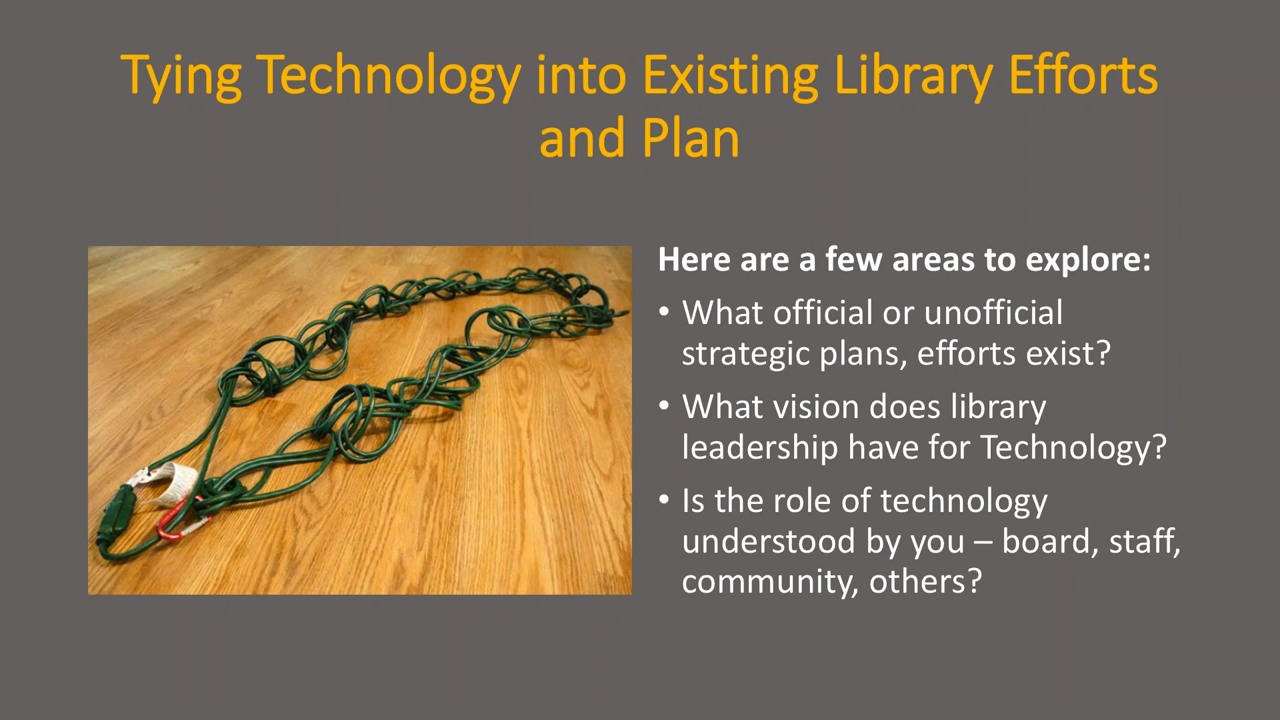 Tying Technology into Existing Library Efforts
and Plan
Here are a few areas to explore:
• What official or unofficial
strategic plans, efforts exist?
• What vision does library
leadership have for Technology?
• Is the role of technology
understood by you – board, staff,
community, others?